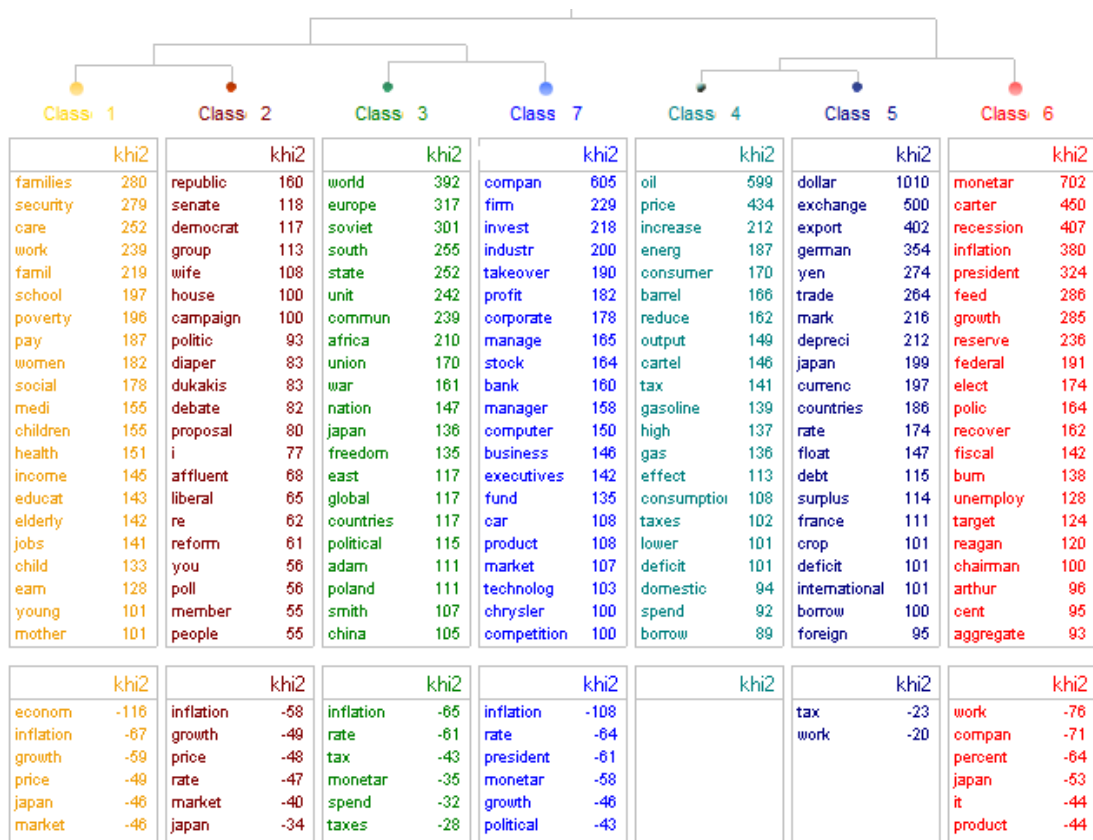 Class 1 Class 2 Class 3 Class 7 Class 4 Class 5 Class 6
khi2 khi2 khi2 khi2 khi2 khi2 khi2
families 280 republic 160 world 392 compan 605 oil 599 dollar 1010 monetar 702
security 279 senate 118 europe 317 firm 229 price 434 exchange 500 carter 450
care 252 democrat 117 soviet 301 invest 218 increase 212 export 402 recession 407
work 239 group 113 south 255 industr 200 energ 187 german 354 inflation 380
famil 219 wife 108 state 252 takeover 190 consumer 170 yen 274 president 324
school 197 house 100 unit 242 profit 182 barrel 166 trade 264 feed 286
poverty 196 campaign 100 commun 239 corporate 178 reduce 162 mark 216 growth 285
pay 187 politic 93 africa 210 manage 165 output 149 depreci 212 reserve 236
women 182 diaper 83 union 170 stock 164 cartel 146 japan 199 federal 191
social 178 dukakis 83 war 161 bank 160 tax 141 currenc 197 elect 174
medi 155 debate 82 nation 147 manager 158 gasoline 139 countries 186 polic 164
children 155 proposal 80 japan 136 computer 150 high 137 rate 174 recover 162
health 151 i 77 freedom 135 business 146 gas 136 float 147 fiscal 142
income 145 affluent 68 east 117 executives 142 effect 113 debt 115 burn 138
educat 143 liberal 65 global 117 fund 135 consumptio 108 surplus 114 unemploy 128
elderly 142 re 62 countries 117 car 108 taxes 102 france 111 target 124
jobs 141 reform 61 political 115 product 108 lower 101 crop 101 reagan 120
child 133 you 56 adam 111 market 107 deficit 101 deficit 101 chairman 100
earn 128 poll 56 poland 111 technolog 103 domestic 94 international 101 arthur 96
young 101 member 55 smith 107 chrysler 100 spend 92 borrow 100 cent 95
mother 101 people 55 china 105 competition 100 borrow 89 foreign 95 aggregate 93
khi2 khi2 khi2 khi2 khi2 khi2 khi2
econom -116 inflation -58 inflation -65 inflation -108 tax -23 work -76
inflation -67 growth -49 rate -61 rate -64 work -20 compan -71
growth -59 price -48 tax -43 president -61 percent -64
price -49 rate -47 monetar -35 monetar -58 japan -53
japan -46 market -40 spend -32 growth -46 it -44
market -46 japan -34 taxes -28 political -43 product -44